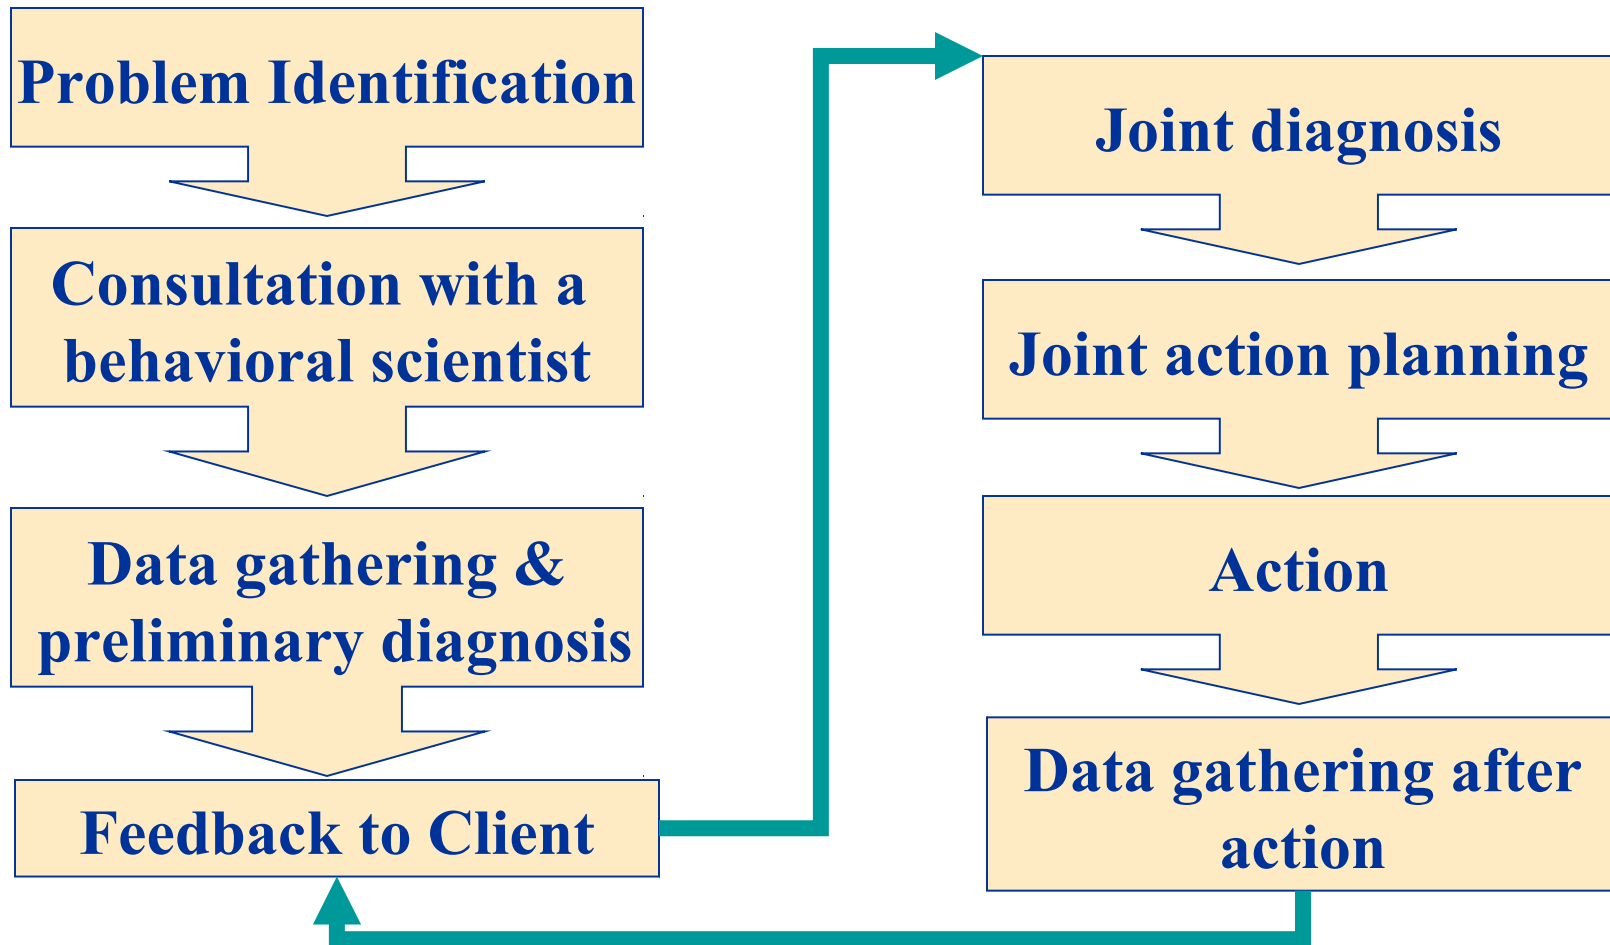 Problem Identification
Consultation with a
behavioral scientist
Data gathering &
preliminary diagnosis
Feedback to Client
Joint diagnosis
Joint action planning
Action
Data gathering after
action